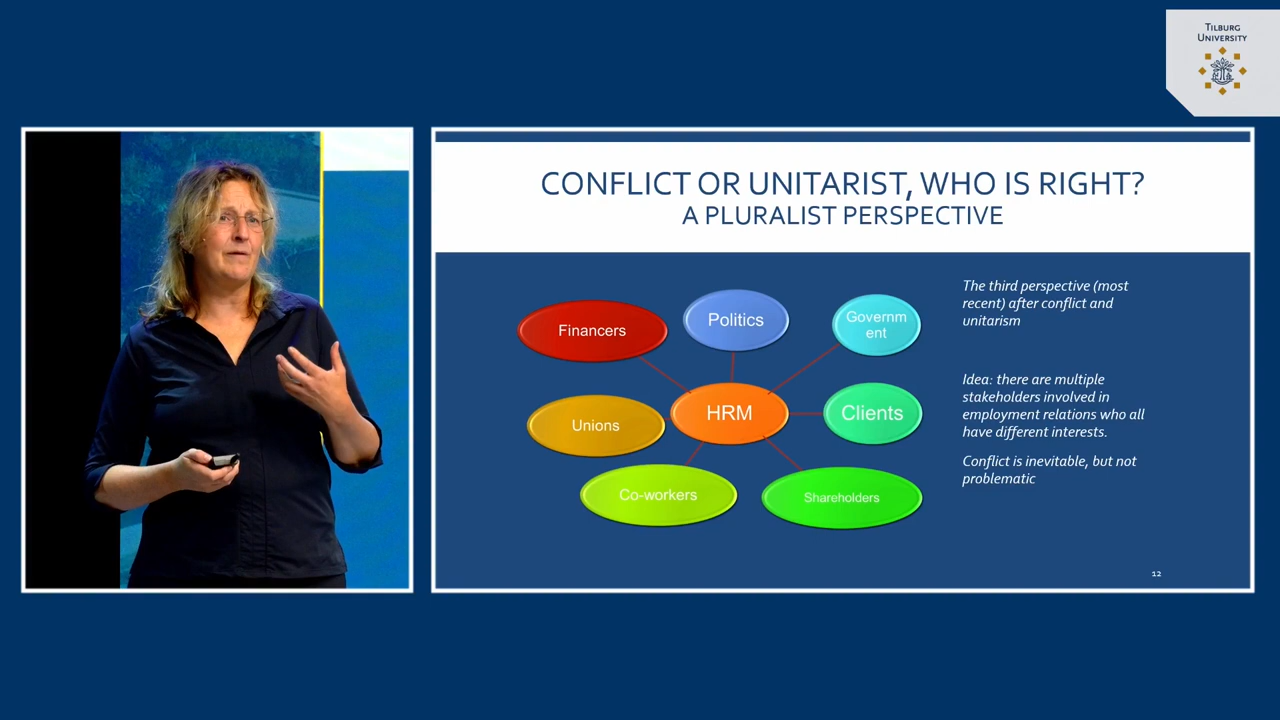 TILBURG
UNIVERSITY
CONFLICT OR UNITARIST, WHO IS RIGHT?
A PLURALIST PERSPECTIVE
Financers
Politics
Governm
ent
Unions
HRM
Clients
Co-workers
Shareholders
The third perspective (most
recent) after conflict and
unitarism
Idea: there are multiple
stakeholders involved in
employment relations who all
have different interests.
Conflict is inevitable, but not
problematic
12